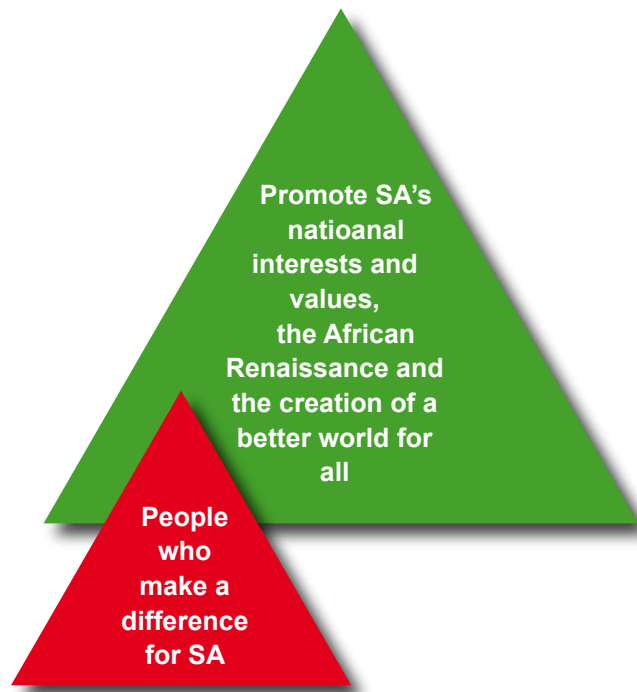 Promote SA’s
natioanal
interests and
values,
the African
Renaissance and
the creation of a
better world for
all
People
who
make a
difference
for SA